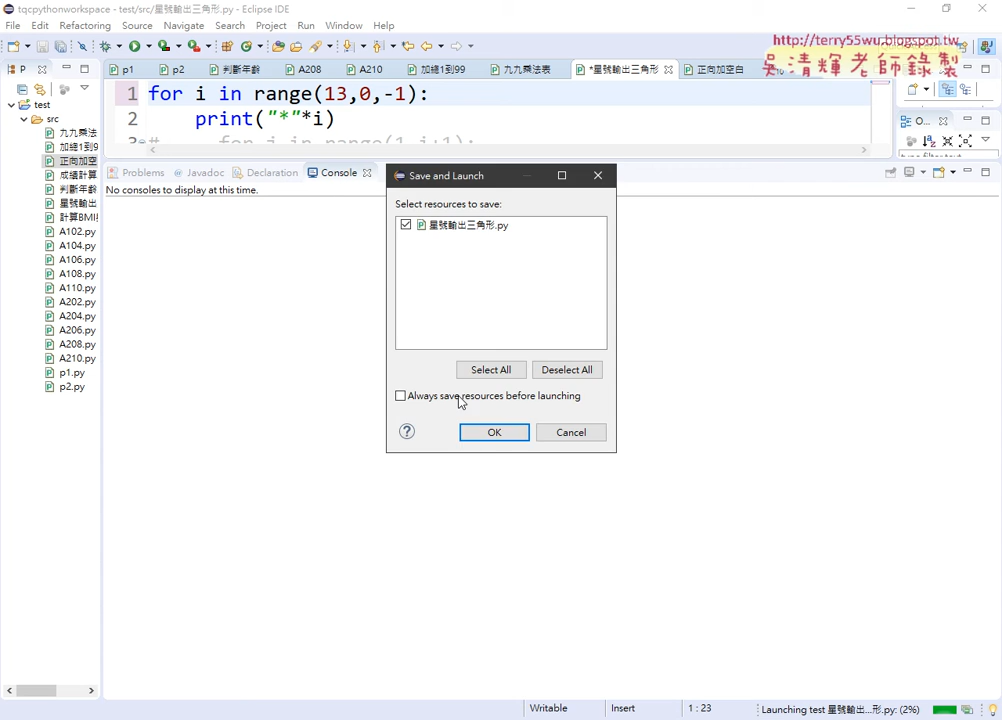 tqcpythonworkspace - test/src/星號輸出三角形.py - Eclipse IDE
http://terry55wu.blogspot.tw
吳清輝老師錄製
File Edit Refactoring Source Navigate Search Project Run Window Help
P
p1 p2 判斷年齡 A208 A210 加總1到99 九九乘法表 *星號輸出三角形 正向加空白
1 for i in range(13,0,-1):
2 print("*"*i)
3 # for j in range(1,i+1):
O...
type filter text
test
src
九九乘法
加總1到9
正向加空
成績計算
判斷年齡
星號輸出
計算BMI
A102.py
A104.py
A106.py
A108.py
A110.py
A202.py
A204.py
A206.py
A208.py
A210.py
p1.py
p2.py
Problems Javadoc Declaration Console
No consoles to display at this time.
Save and Launch
Select resources to save:
星號輸出三角形.py
Select All Deselect All
Always save resources before launching
OK Cancel
Writable Insert 1 : 23 Launching test 星號輸出...形.py: (2%)